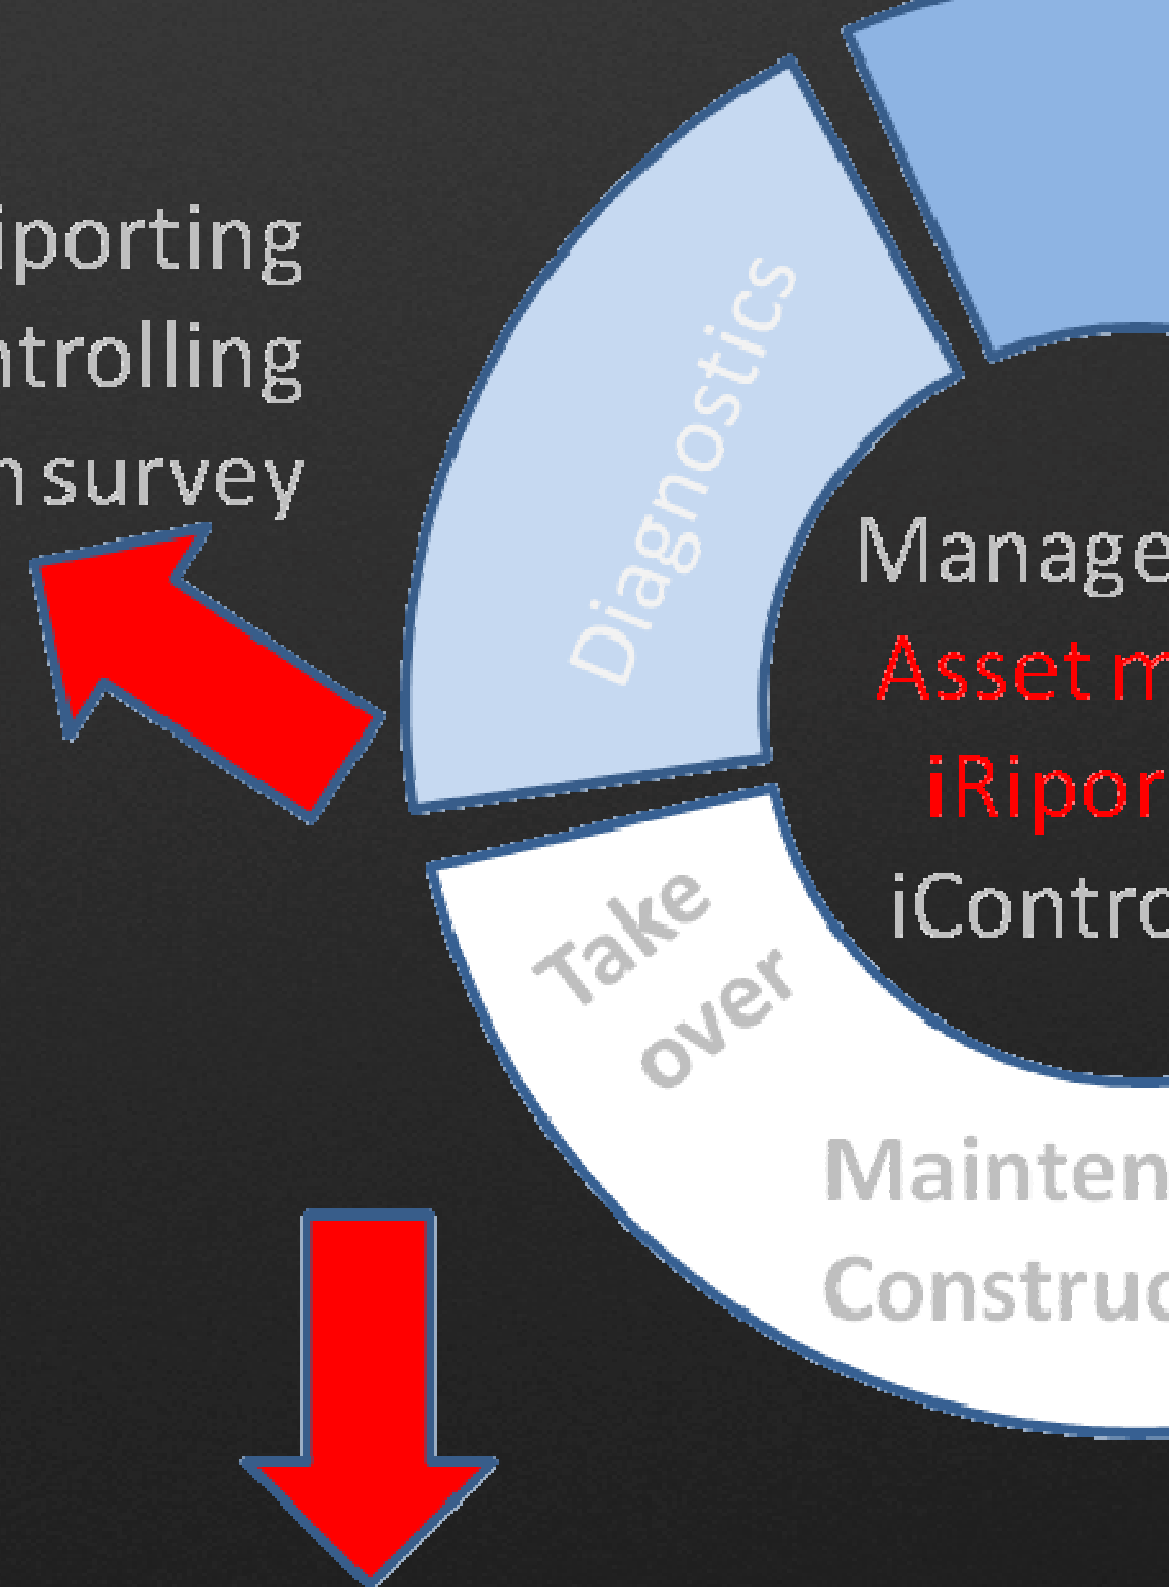 iporting
ntrolling
n survey
Diagnostics
Manage
Asset m
iRipor
iContro
Take
over
Mainten
Construc